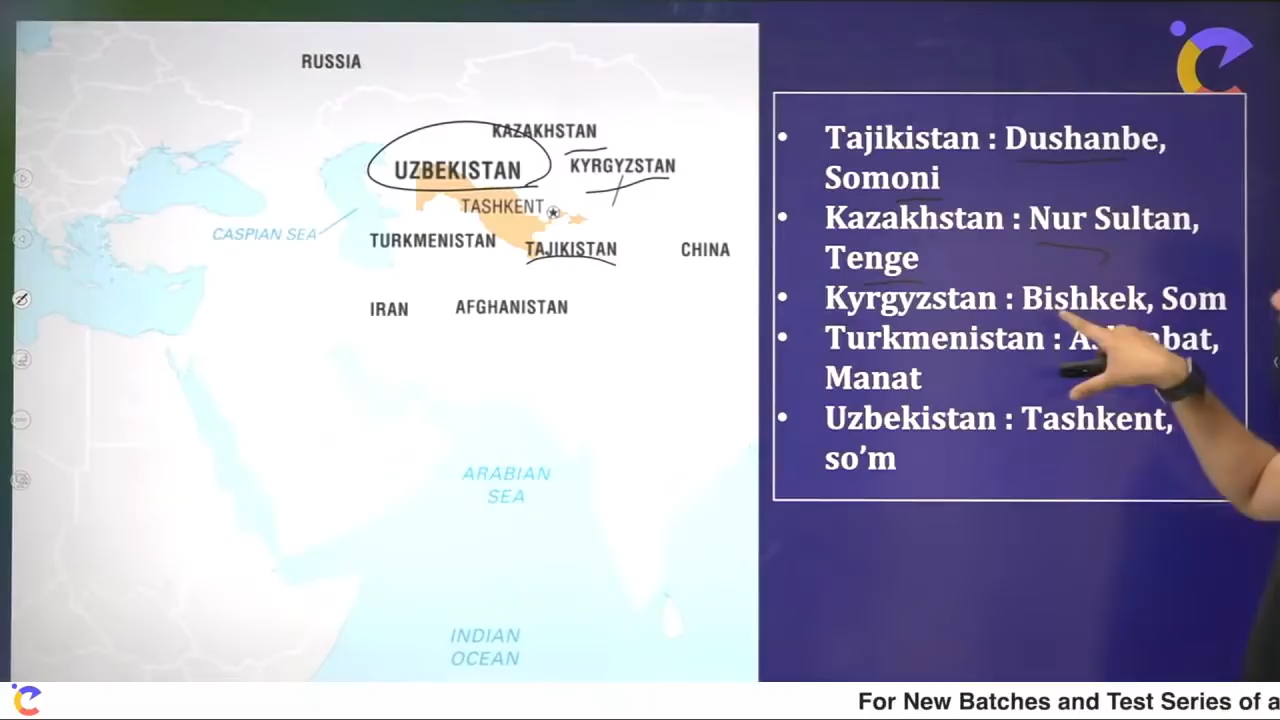 RUSSIA
KAZAKHSTAN
UZBEKISTAN
KYRGYZSTAN
TASHKENT
CASPIAN SEA
TURKMENISTAN
TAJIKISTAN
CHINA
IRAN
AFGHANISTAN
ARABIAN
SEA
INDIAN
OCEAN
• Tajikistan : Dushanbe,
Somoni
• Kazakhstan : Nur Sultan,
Tenge
• Kyrgyzstan : Bishkek, Som
• Turkmenistan :
Manat
• Uzbekistan : Tashkent,
so’m
For New Batches and Test Series of a